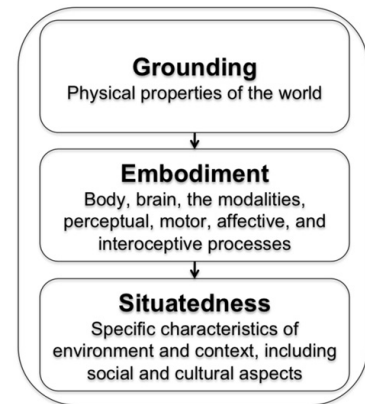 Grounding
Physical properties of the world
Embodiment
Body, brain, the modalities,
perceptual, motor, affective, and
interoceptive processes
Situatedness
Specific characteristics of
environment and context, including
social and cultural aspects